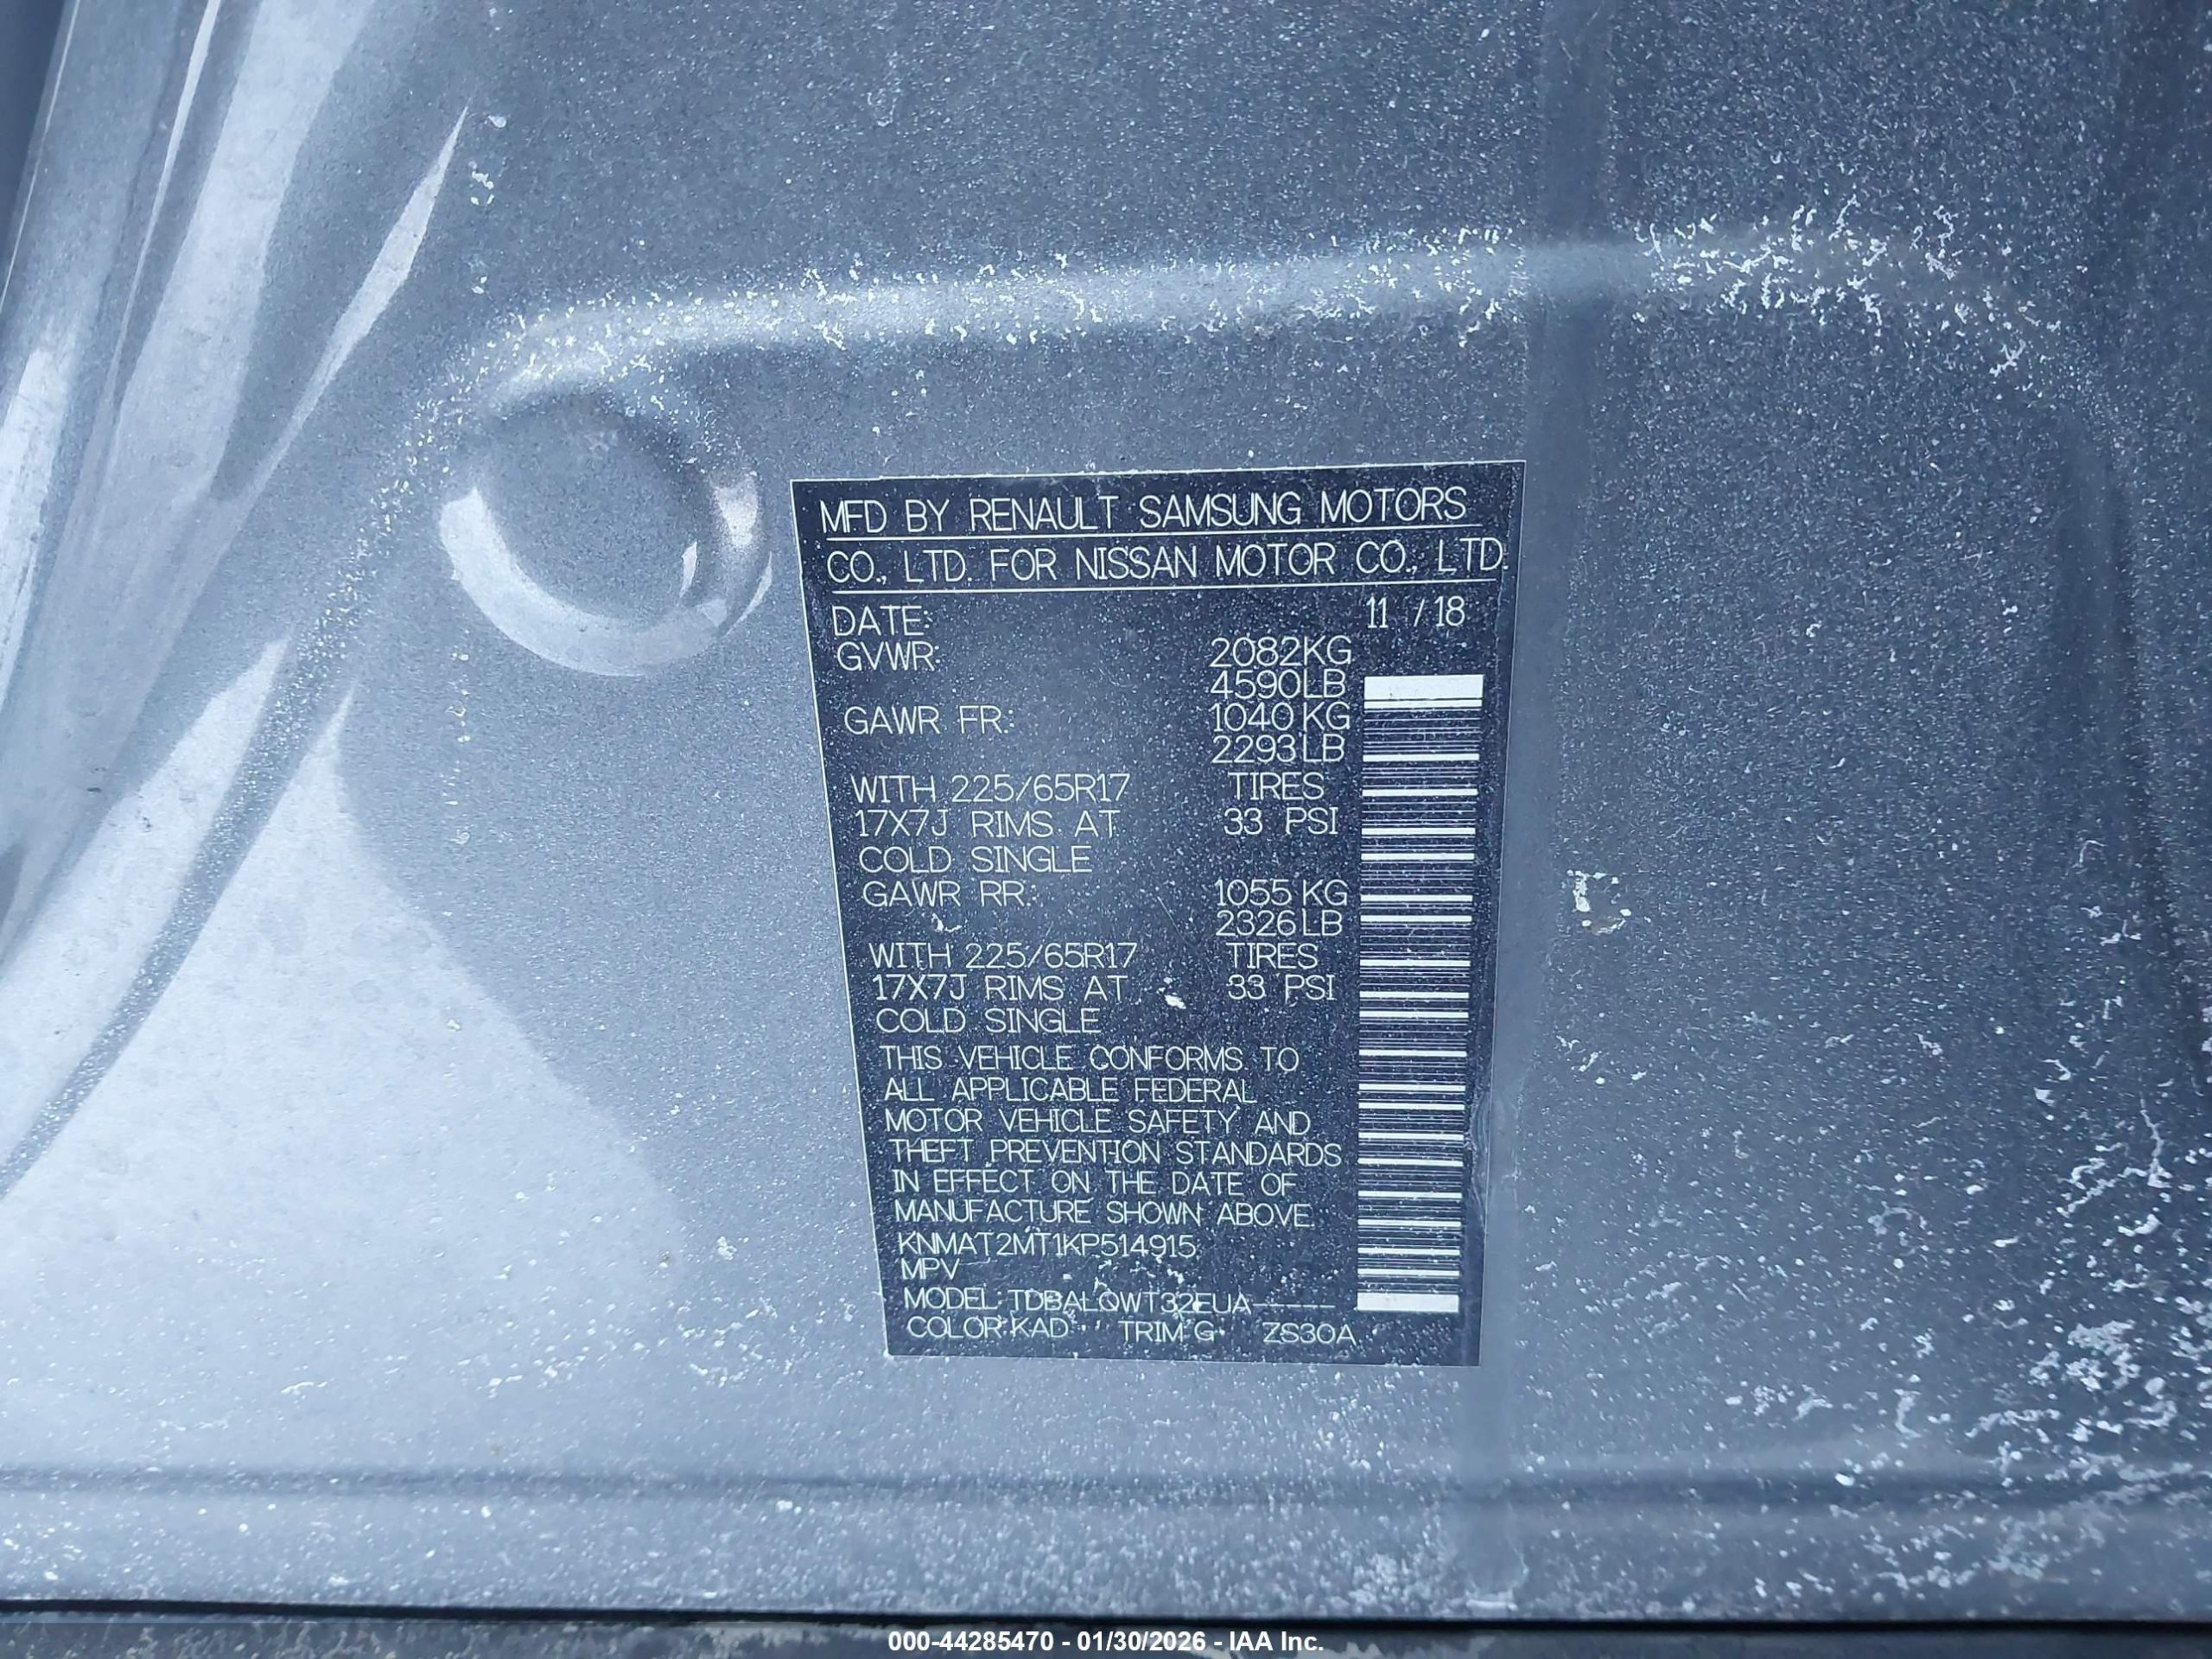 MFD BY RENAULT SAMSUNG MOTORS
CO., LTD. FOR NISSAN MOTOR CO., LTD.
DATE: 11 / 18
GVWR: 2082KG
4590LB
GAWR FR: 1040 KG
2293LB
WITH 225/65R17 TIRES
17X7J RIMS AT 33 PSI
COLD SINGLE
GAWR RR: 1055 KG
2326LB
WITH 225/65R17 TIRES
17X7J RIMS AT 33 PSI
COLD SINGLE
THIS VEHICLE CONFORMS TO
ALL APPLICABLE FEDERAL
MOTOR VEHICLE SAFETY AND
THEFT PREVENTION STANDARDS
IN EFFECT ON THE DATE OF
MANUFACTURE SHOWN ABOVE.
KNMAT2MT1KP514915
MPV
MODEL: TDBALQWT32EUA-----
COLOR:KAD TRIM:G ZS30A
000-44285470 - 01/30/2026 - IAA Inc.